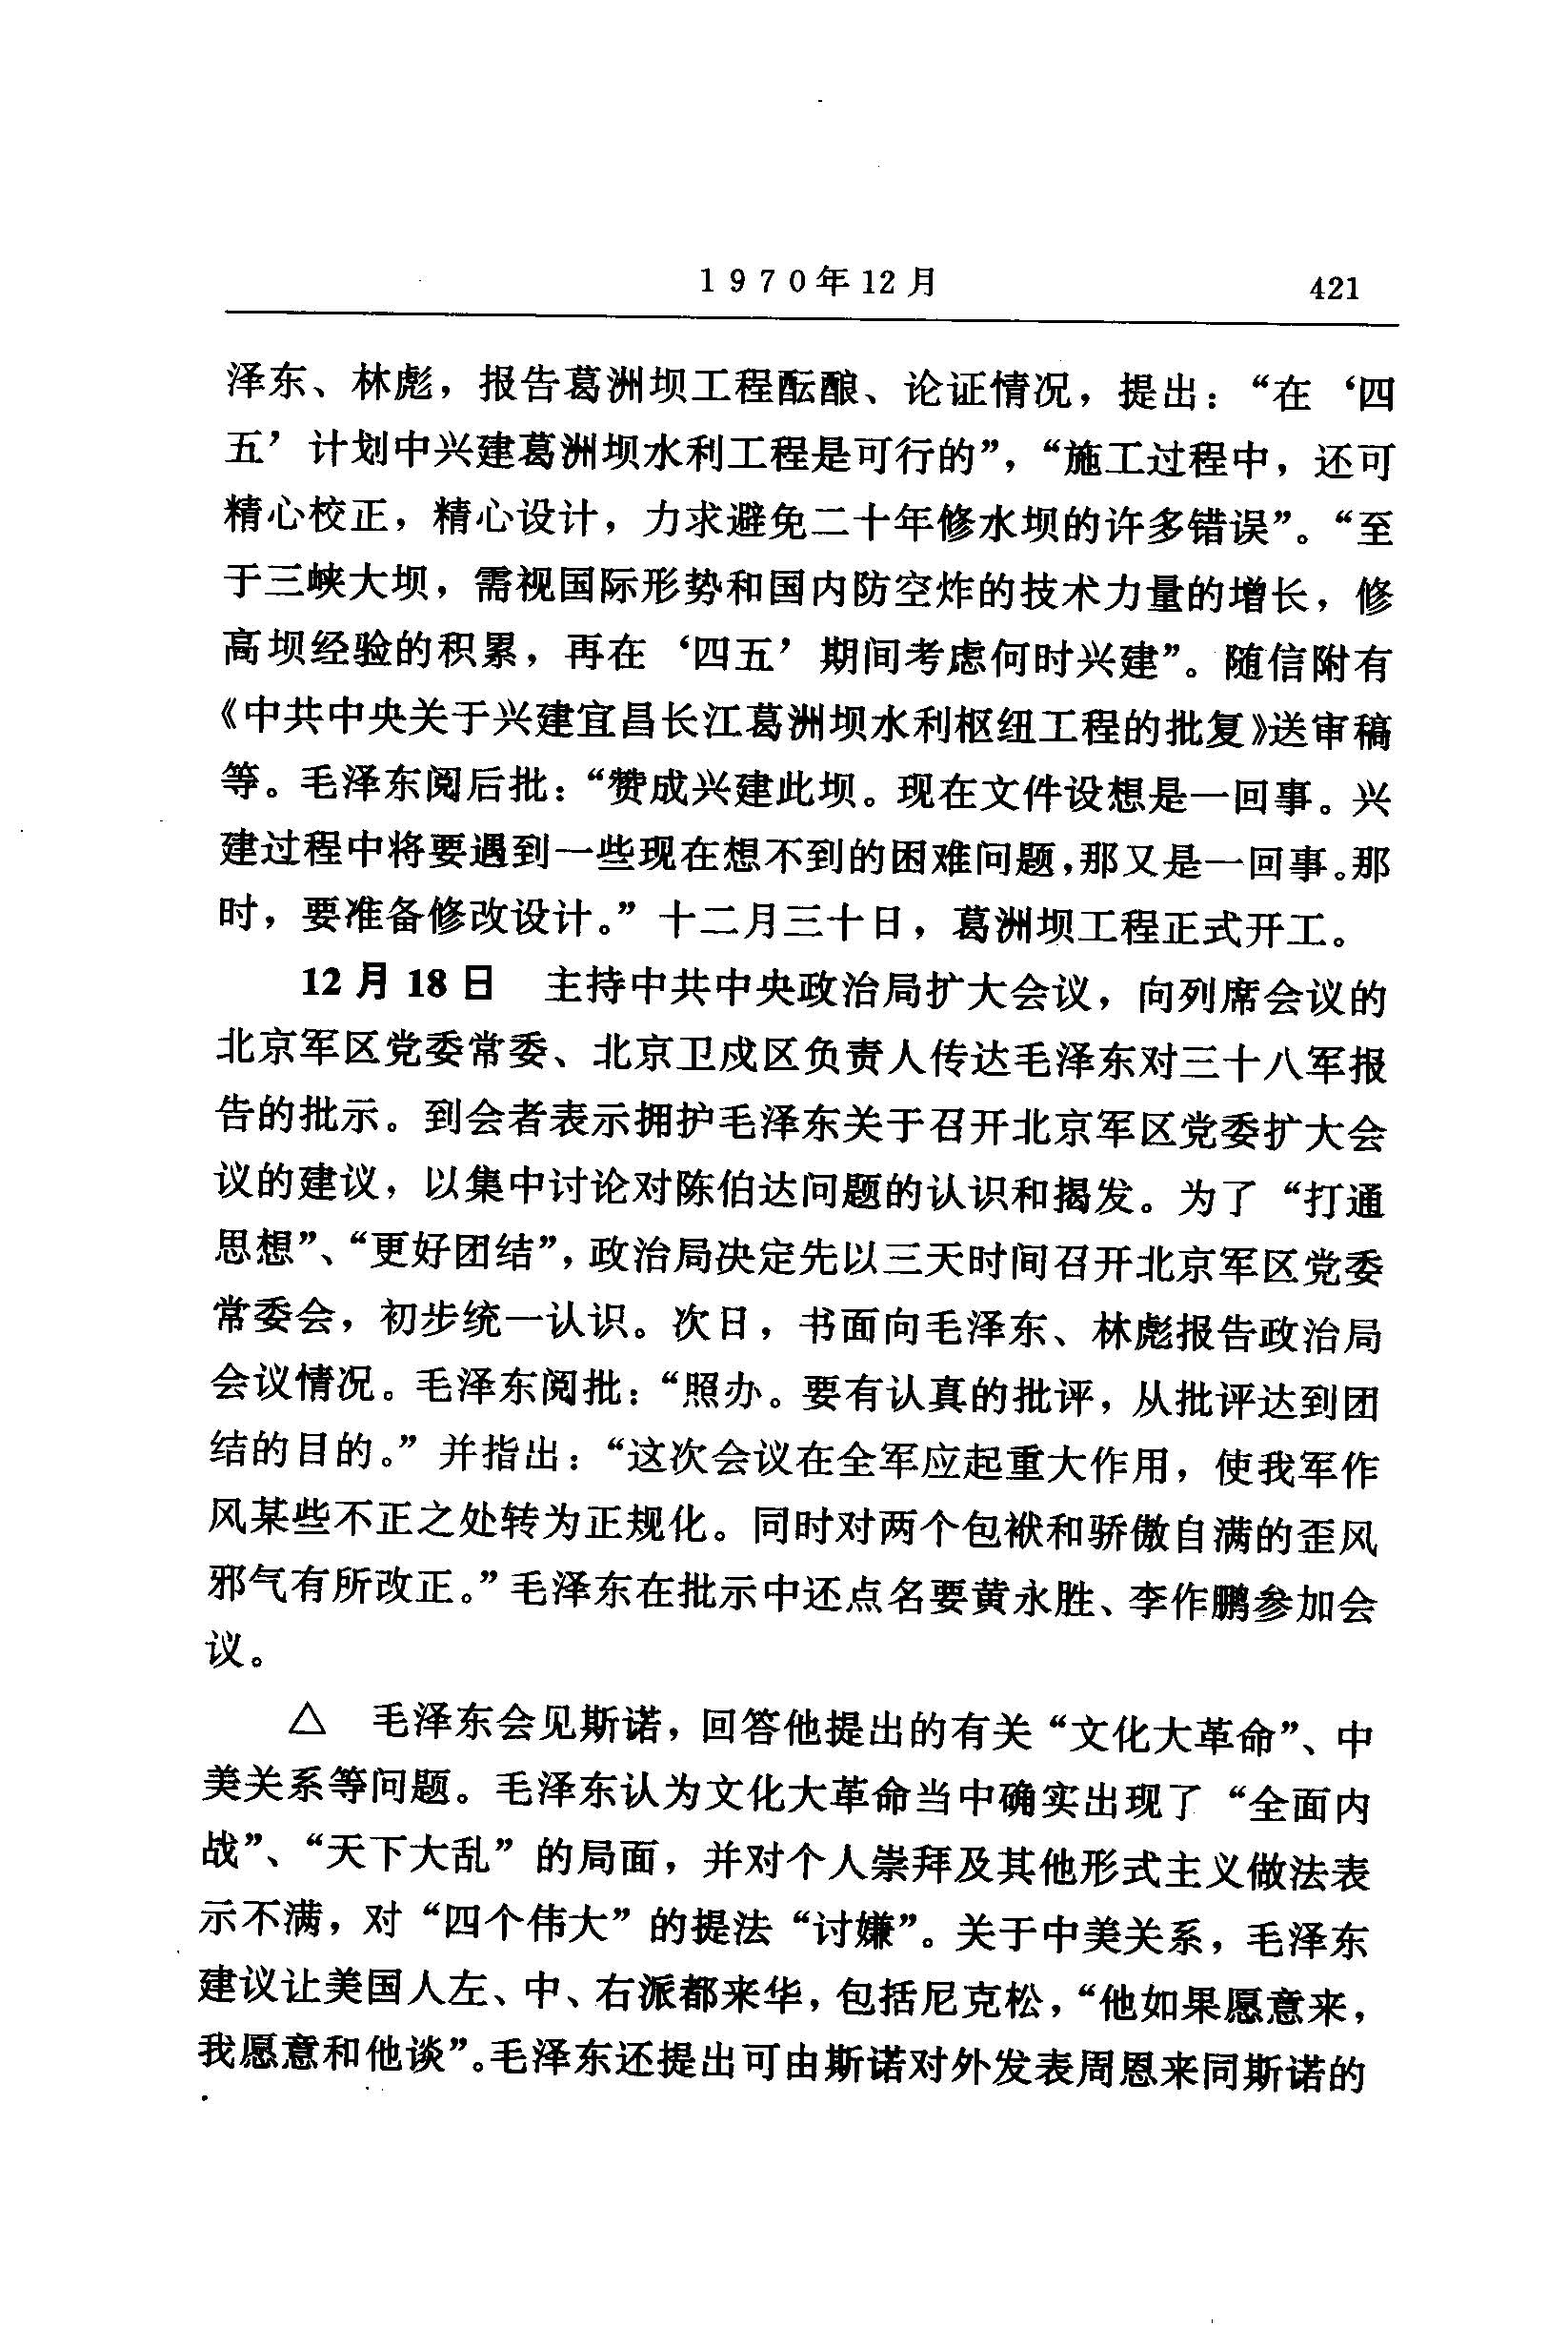 1970年12月 421
泽东、林彪，报告葛洲坝工程酝酿、论证情况，提出：“在‘四
五’计划中兴建葛洲坝水利工程是可行的”，“施工过程中，还可
精心校正，精心设计，力求避免二十年修水坝的许多错误”。“至
于三峡大坝，需视国际形势和国内防空炸的技术力量的增长，修
高坝经验的积累，再在‘四五’期间考虑何时兴建”。随信附有
《中共中央关于兴建宜昌长江葛洲坝水利枢纽工程的批复》送审稿
等。毛泽东阅后批：“赞成兴建此坝。现在文件设想是一回事。兴
建过程中将要遇到一些现在想不到的困难问题，那又是一回事。那
时，要准备修改设计。”十二月三十日，葛洲坝工程正式开工。
12月18日 主持中共中央政治局扩大会议，向列席会议的
北京军区党委常委、北京卫戍区负责人传达毛泽东对三十八军报
告的批示。到会者表示拥护毛泽东关于召开北京军区党委扩大会
议的建议，以集中讨论对陈伯达问题的认识和揭发。为了“打通
思想”、“更好团结”，政治局决定先以三天时间召开北京军区党委
常委会，初步统一认识。次日，书面向毛泽东、林彪报告政治局
会议情况。毛泽东阅批：“照办。要有认真的批评，从批评达到团
结的目的。”并指出：“这次会议在全军应起重大作用，使我军作
风某些不正之处转为正规化。同时对两个包袱和骄傲自满的歪风
邪气有所改正。”毛泽东在批示中还点名要黄永胜、李作鹏参加会
议。
△ 毛泽东会见斯诺，回答他提出的有关“文化大革命”、中
美关系等问题。毛泽东认为文化大革命当中确实出现了“全面内
战”、“天下大乱”的局面，并对个人崇拜及其他形式主义做法表
示不满，对“四个伟大”的提法“讨嫌”。关于中美关系，毛泽东
建议让美国人左、中、右派都来华，包括尼克松，“他如果愿意来，
我愿意和他谈”。毛泽东还提出可由斯诺对外发表周恩来同斯诺的